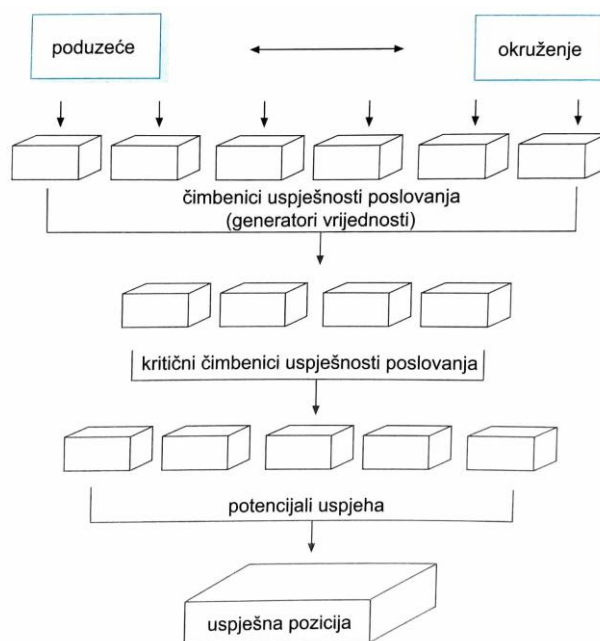 poduzeće
okruženje
čimbenici uspješnosti poslovanja
(generatori vrijednosti)
kritični čimbenici uspješnosti poslovanja
potencijali uspjeha
uspješna pozicija